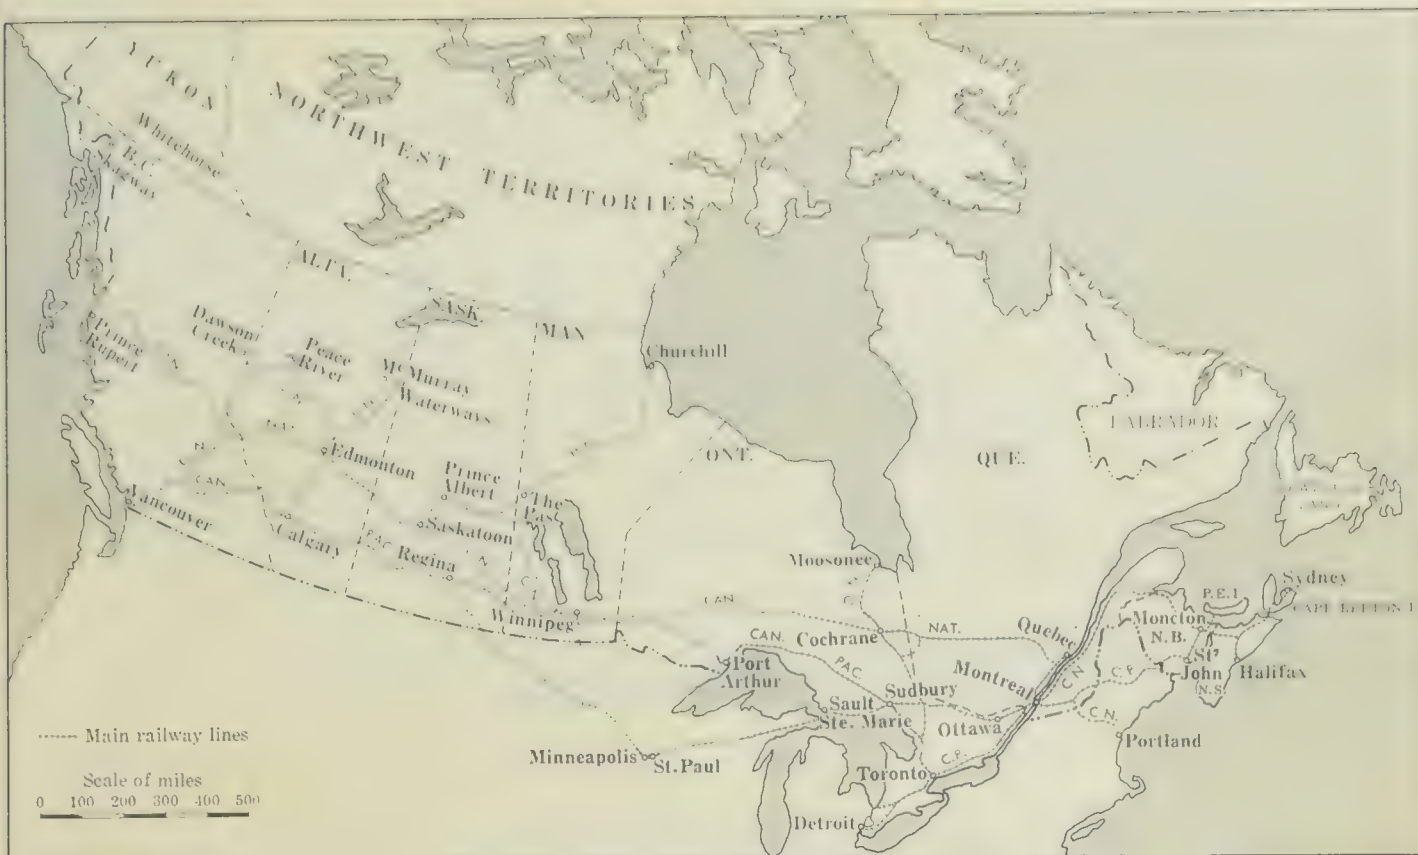 YUKON
NORTHWEST TERRITORIES
Whitehorse
B.C.
Skagway
ALTA.
SASK.
MAN
Prince
Rupert
Dawson
Creek
Peace
River
McMurray
Waterways
Churchill
LABRADOR
ONT.
QUE.
N.
Edmonton
Prince
Albert
The
Pas
CAN.
Vancouver
Calgary
PAC.
Regina
Saskatoon
N.
Winnipeg
Moosonee
CAN.
Cochrane
NAT.
Quebec
P.E.I
Sydney
Moncton
N.B.
CAN.
Port
Arthur
PAC.
Sudbury
Montreal
C.N.
C.P.
St
John
Halifax
N.S.
Sault
Ste. Marie
Ottawa
C.N.
Portland
Minneapolis
St. Paul
C.P.
Toronto
Detroit
Main railway lines
Scale of miles
0 100 200 300 400 500